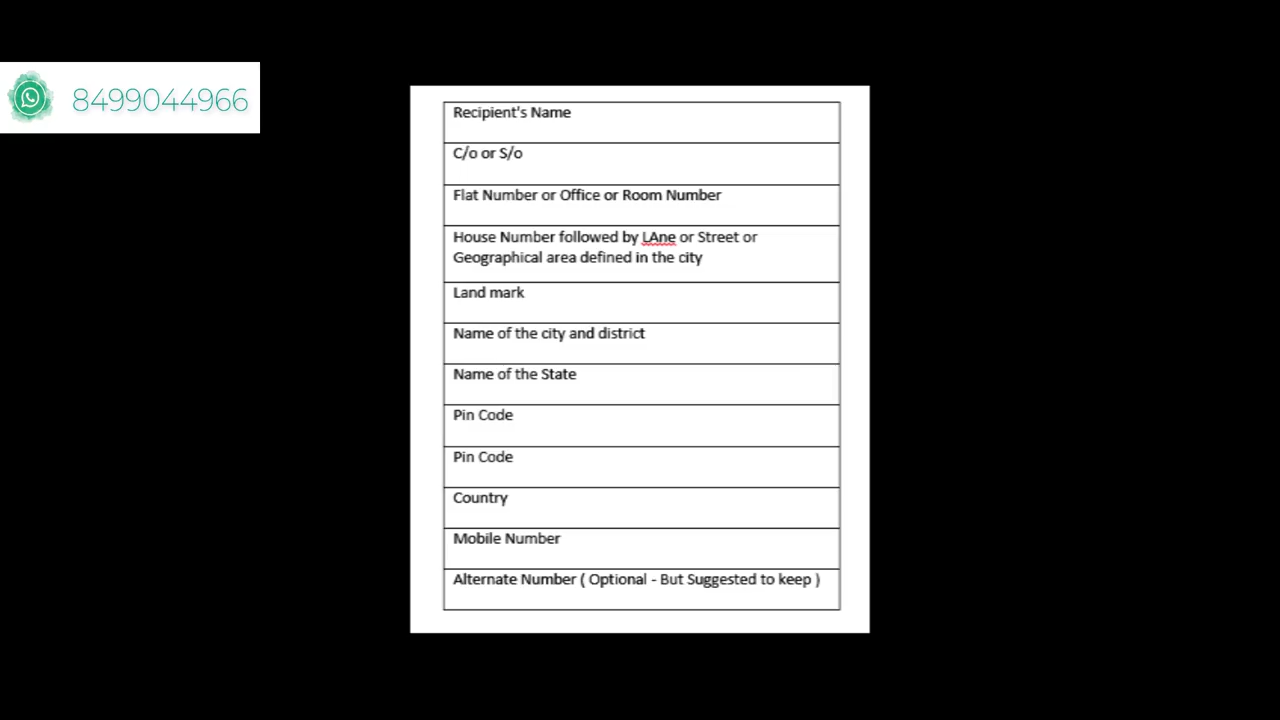 8499044966
Recipient's Name
C/o or S/o
Flat Number or Office or Room Number
House Number followed by LAne or Street or
Geographical area defined in the city
Land mark
Name of the city and district
Name of the State
Pin Code
Pin Code
Country
Mobile Number
Alternate Number ( Optional - But Suggested to keep )